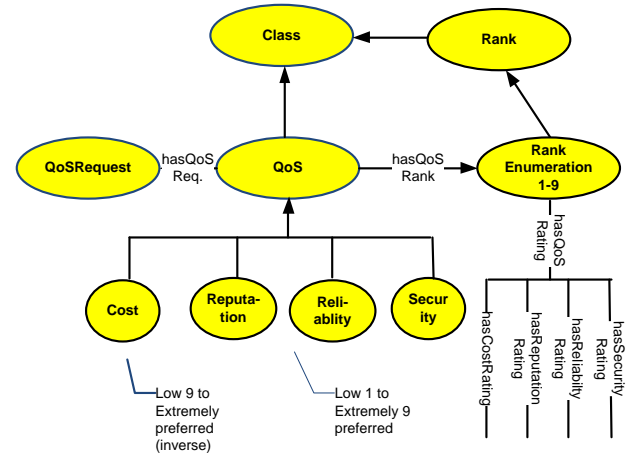 Class
Rank
QoSRequest
hasQoS
Req.
QoS
hasQoS
Rank
Rank
Enumeration
1-9
hasQoS
Rating
Cost
Reputa-
tion
Reli-
ablity
Secur
ity
hasCostRating
hasReputation
Rating
hasReliabilty
Rating
hasSecurity
Rating
Low 9 to
Extremely
preferred
(inverse)
Low 1 to
Extremely 9
preferred